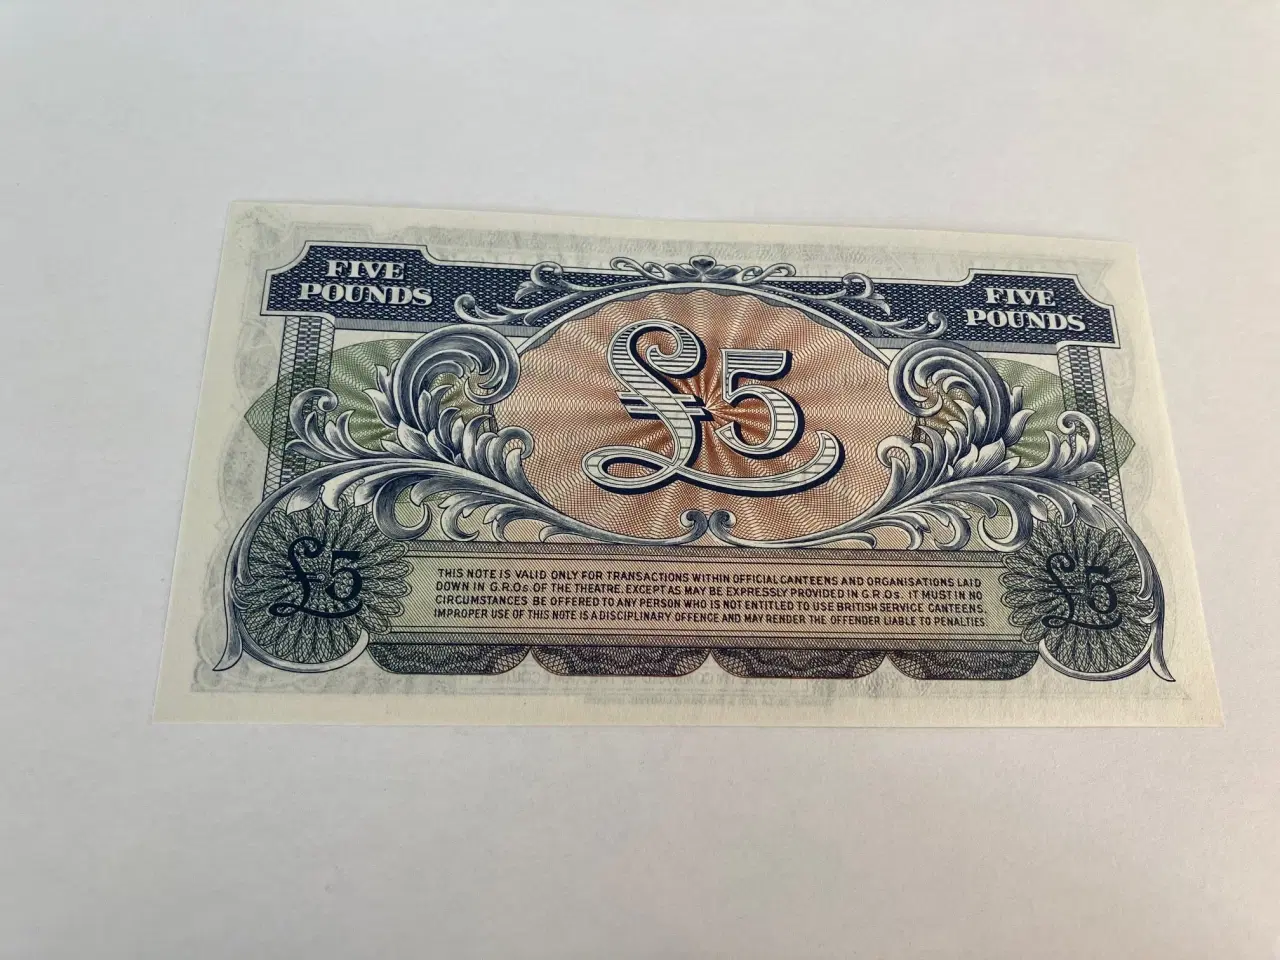 FIVE
POUNDS
FIVE
POUNDS
£5
THIS NOTE IS VALID ONLY FOR TRANSACTIONS WITHIN OFFICIAL CANTEENS AND ORGANISATIONS LAID
DOWN IN G.R.Os. OF THE THEATRE. EXCEPT AS MAY BE EXPRESSLY PROVIDED IN G.R.Os. IT MUST IN NO
CIRCUMSTANCES BE OFFERED TO ANY PERSON WHO IS NOT ENTITLED TO USE BRITISH SERVICE CANTEENS.
IMPROPER USE OF THIS NOTE IS A DISCIPLINARY OFFENCE AND MAY RENDER THE OFFENDER LIABLE TO PENALTIES
£5
£5